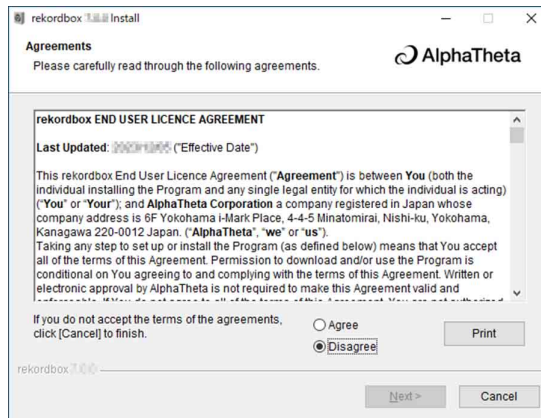 rekordbox Install
Agreements
Please carefully read through the following agreements.
AlphaTheta
rekordbox END USER LICENCE AGREEMENT
Last Updated: ("Effective Date")
This rekordbox End User Licence Agreement ("Agreement") is between You (both the
individual installing the Program and any single legal entity for which the individual is acting)
("You" or "Your"); and AlphaTheta Corporation a company registered in Japan whose
company address is 6F Yokohama i-Mark Place, 4-4-5 Minatomirai, Nishi-ku, Yokohama,
Kanagawa 220-0012 Japan. ("AlphaTheta", "we" or "us").
Taking any step to set up or install the Program (as defined below) means that You accept
all of the terms of this Agreement. Permission to download and/or use the Program is
conditional on You agreeing to and complying with the terms of this Agreement. Written or
electronic approval by AlphaTheta is not required to make this Agreement valid and
If you do not accept the terms of the agreements,
click [Cancel] to finish.
Agree
Disagree
Print
rekordbox
Next >
Cancel